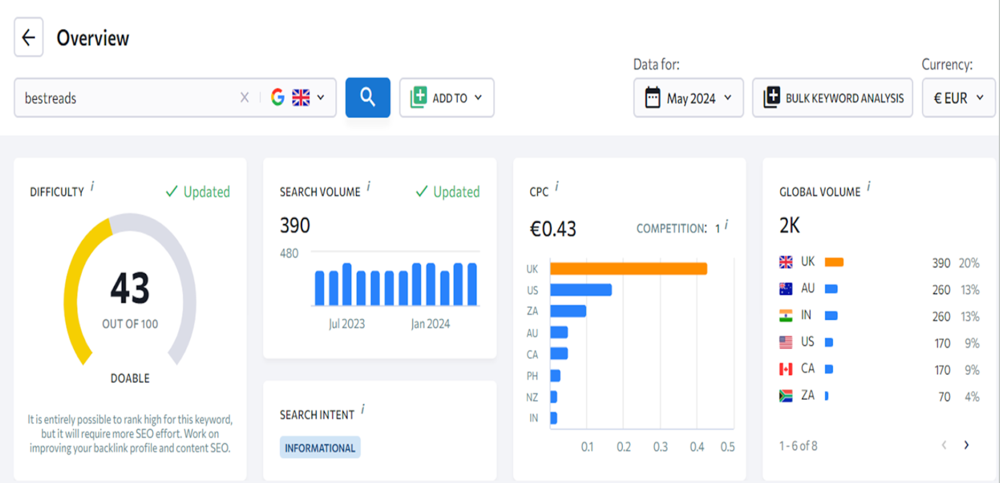 Overview
Data for:
Currency:
bestreads
X
ADD TO
May 2024
BULK KEYWORD ANALYSIS
€ EUR
DIFFICULTY i
Updated
43
OUT OF 100
DOABLE
It is entirely possible to rank high for this keyword,
but it will require more SEO effort. Work on
improving your backlink profile and content SEO.
SEARCH VOLUME i
Updated
390
480
Jul 2023 Jan 2024
SEARCH INTENT i
INFORMATIONAL
CPC i
€0.43
COMPETITION: 1 i
UK
US
ZA
AU
CA
PH
NZ
IN
0.1 0.2 0.3 0.4 0.5
GLOBAL VOLUME i
2K
UK 390 20%
AU 260 13%
IN 260 13%
US 170 9%
CA 170 9%
ZA 70 4%
1 - 6 of 8